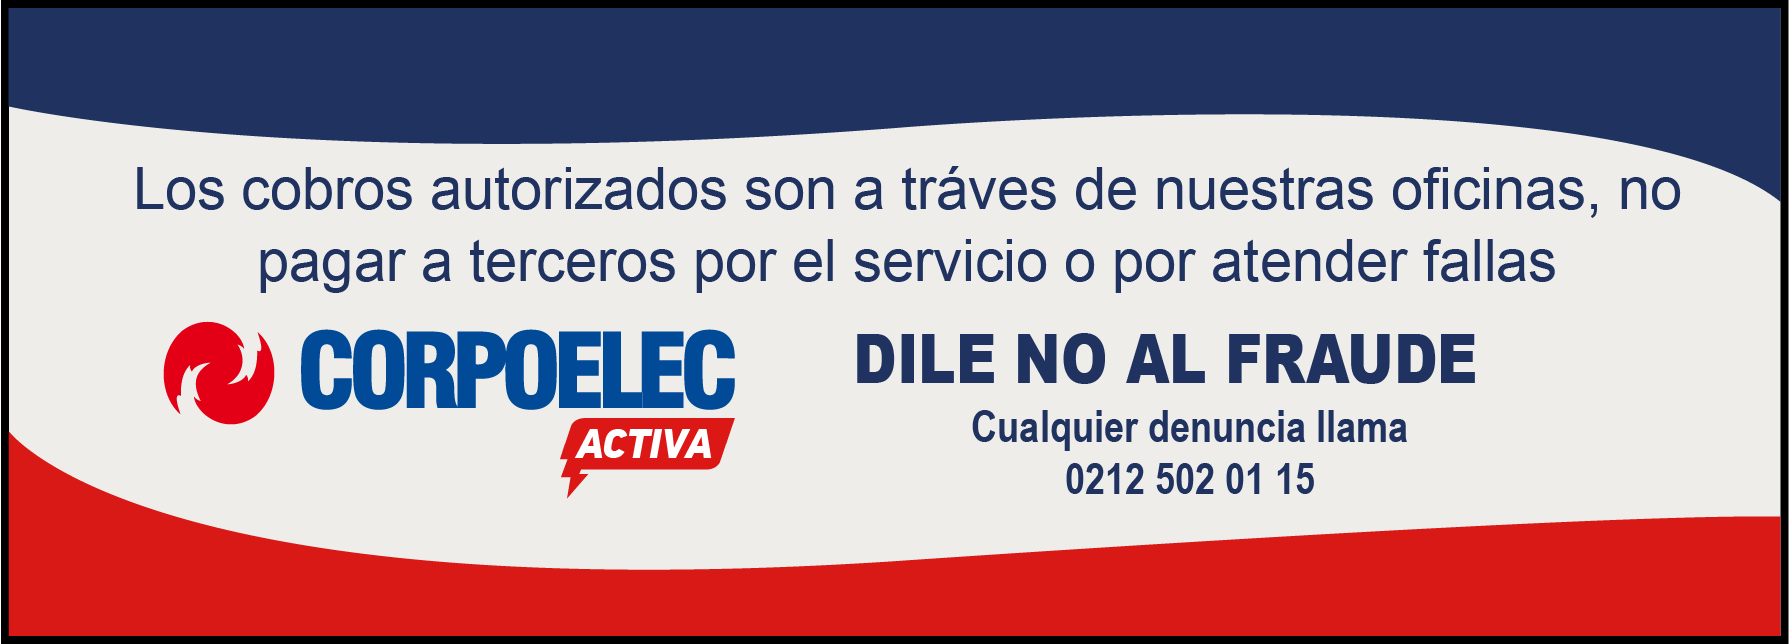 Los cobros autorizados son a tráves de nuestras oficinas, no
pagar a terceros por el servicio o por atender fallas
CORPOELEC
ACTIVA
DILE NO AL FRAUDE
Cualquier denuncia llama
0212 502 01 15